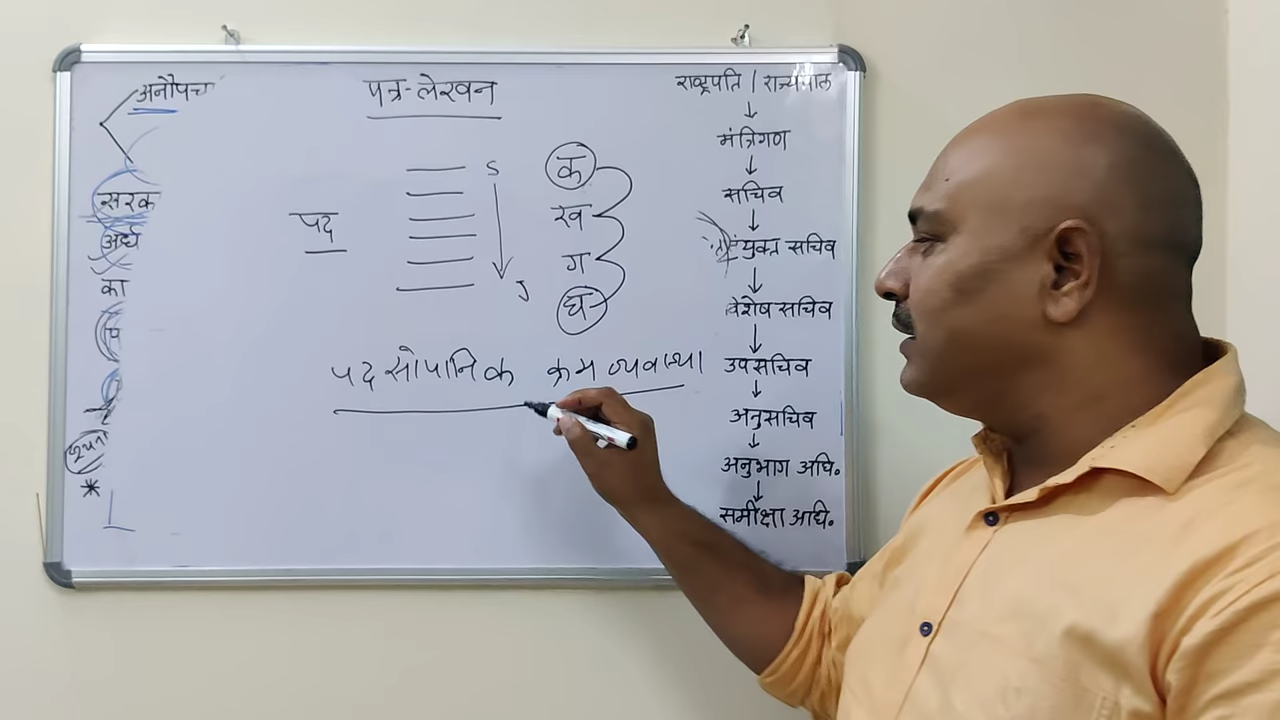 अनौपचा
सरक
अर्ध
का
पत्र-लेखन
पद
S
J
क
ख
ग
घ
पद सोपानिक क्रम व्यवस्था
राष्ट्रपति / राज्यपाल
मंत्रिगण
सचिव
संयुक्त सचिव
विशेष सचिव
उपसचिव
अनुसचिव
अनुभाग अधि॰
समीक्षा अधि॰